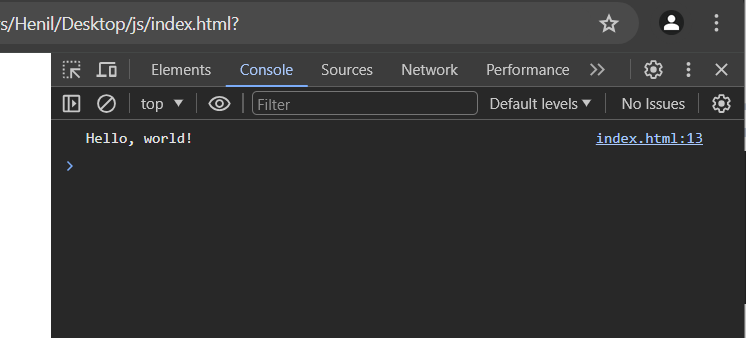 s/Henil/Desktop/js/index.html?
Elements Console Sources Network Performance
top Filter Default levels No Issues
Hello, world! index.html:13